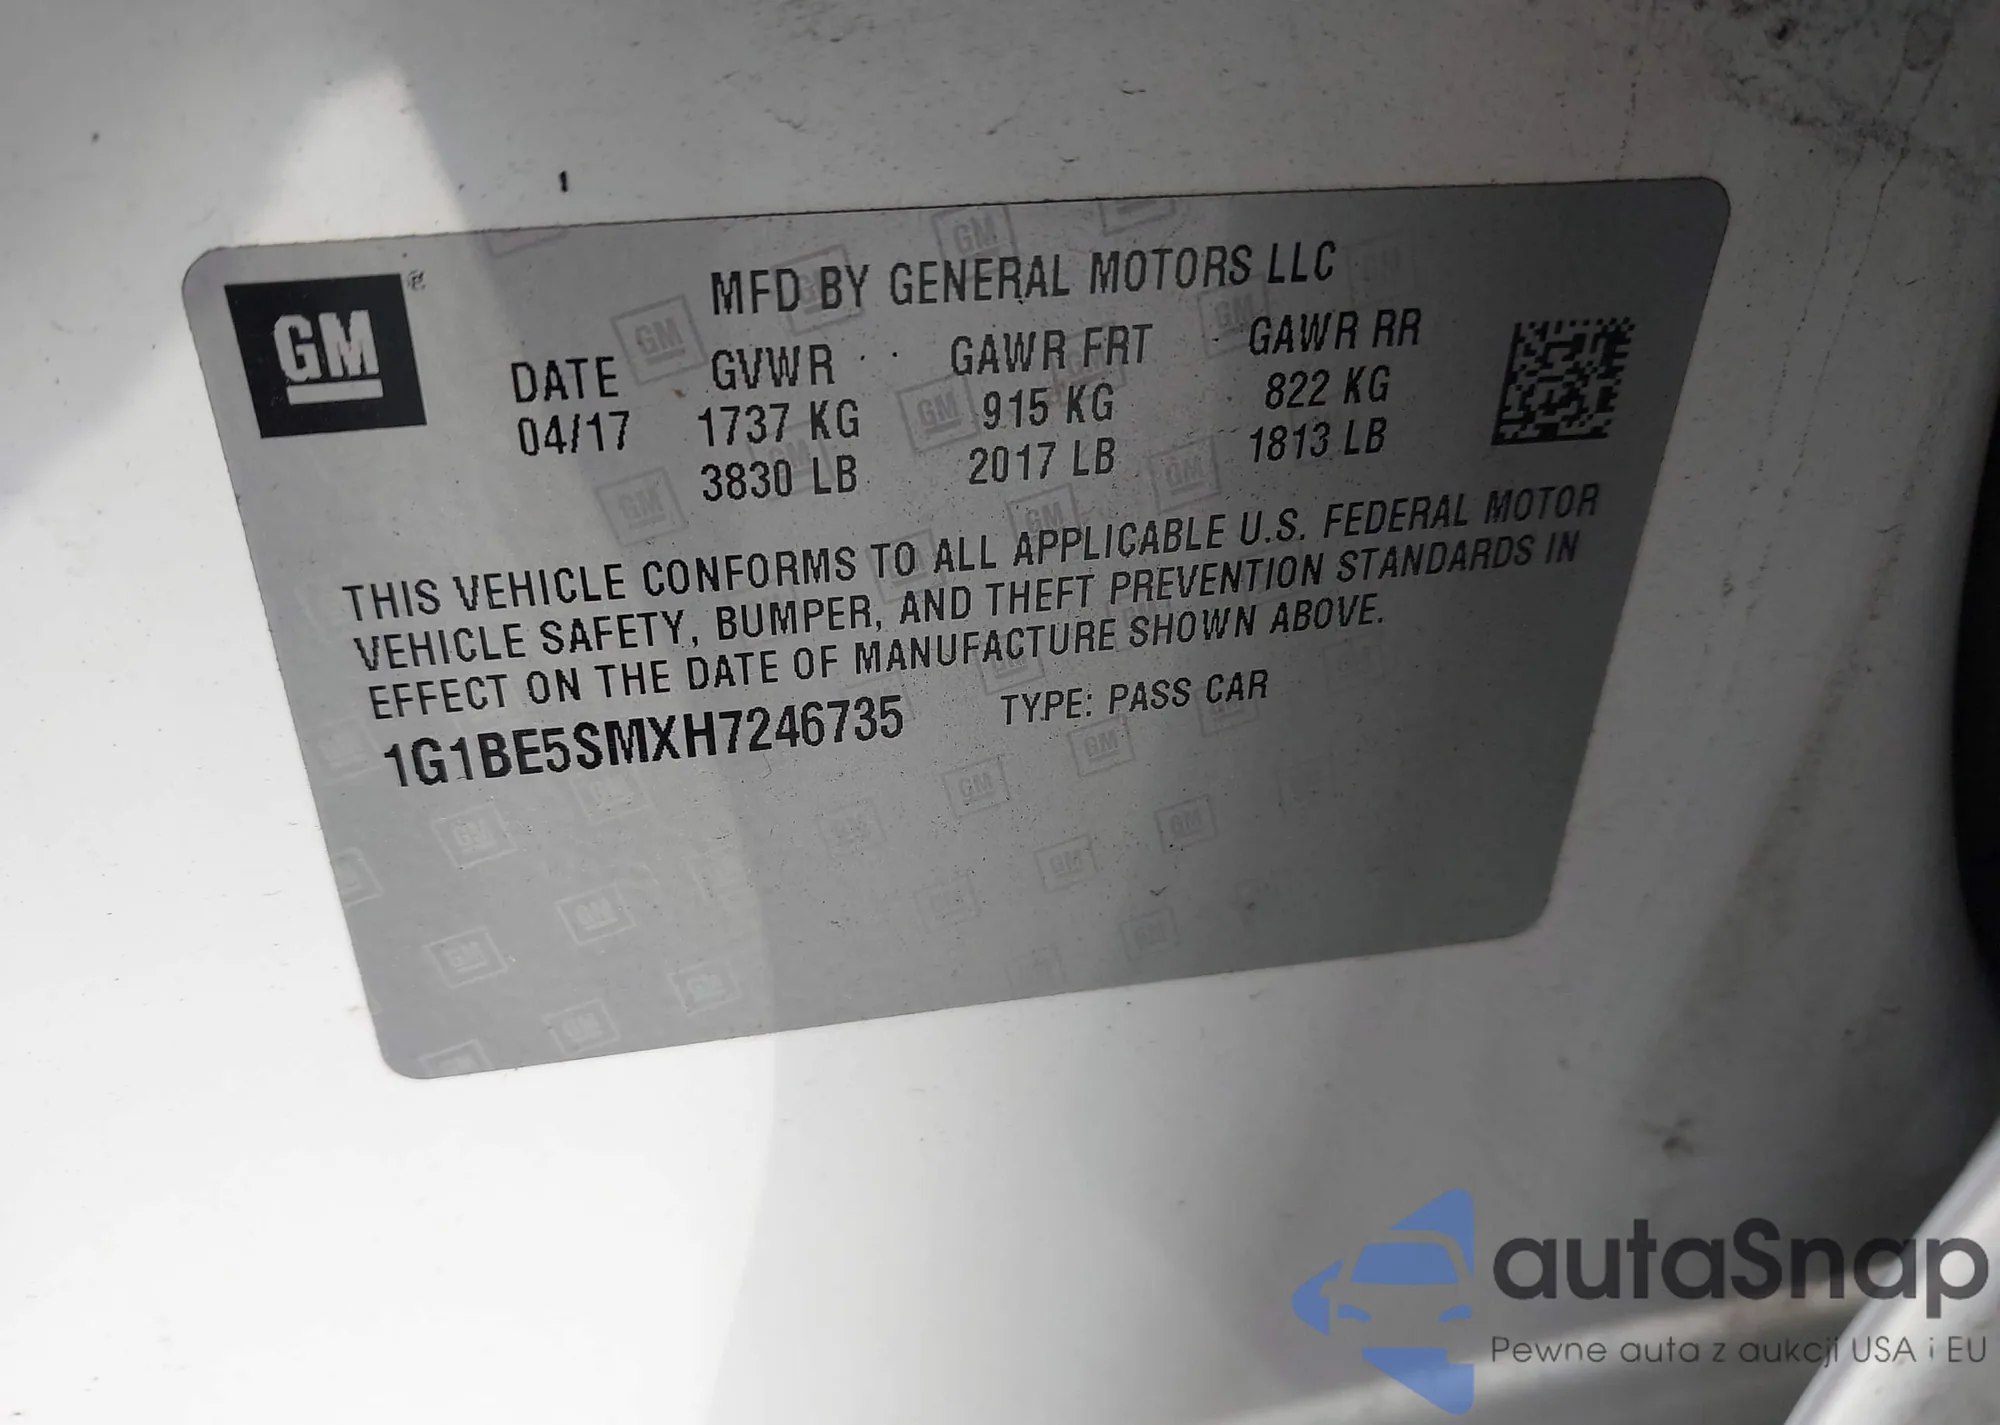 GM
MFD BY GENERAL MOTORS LLC
DATE GVWR GAWR FRT GAWR RR
04/17 1737 KG 915 KG 822 KG
3830 LB 2017 LB 1813 LB
THIS VEHICLE CONFORMS TO ALL APPLICABLE U.S. FEDERAL MOTOR
VEHICLE SAFETY, BUMPER, AND THEFT PREVENTION STANDARDS IN
EFFECT ON THE DATE OF MANUFACTURE SHOWN ABOVE.
1G1BE5SMXH7246735 TYPE: PASS CAR
autaSnap
Pewne auta z aukcji USA i EU